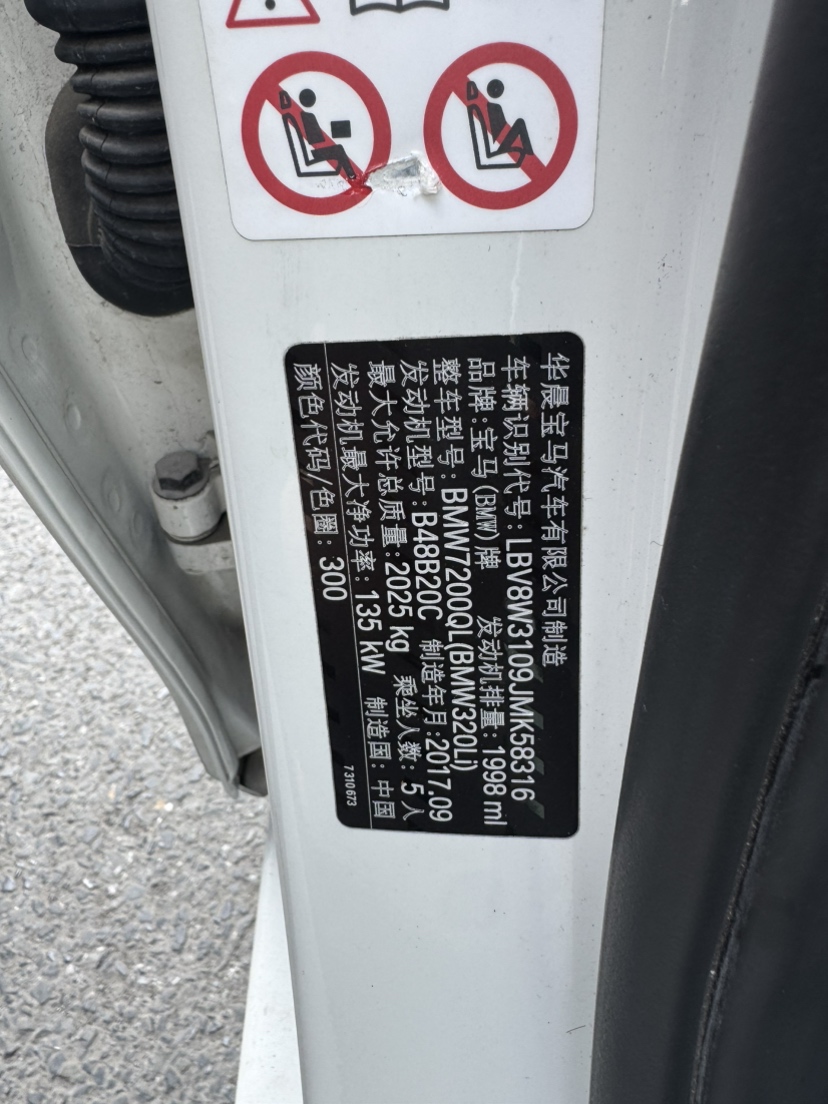 华晨宝马汽车有限公司制造
车辆识别代号: LBV8W3109JMK58316
品牌:宝马(BMW)牌 发动机排量: 1998 ml
整车型号: BMW7200QL(BMW320Li)
发动机型号: B48B20C 制造年月:2017.09
最大允许总质量: 2025 kg 乘坐人数: 5人
发动机最大净功率: 135 kW 制造国: 中国
颜色代码/色圈: 300 7310673